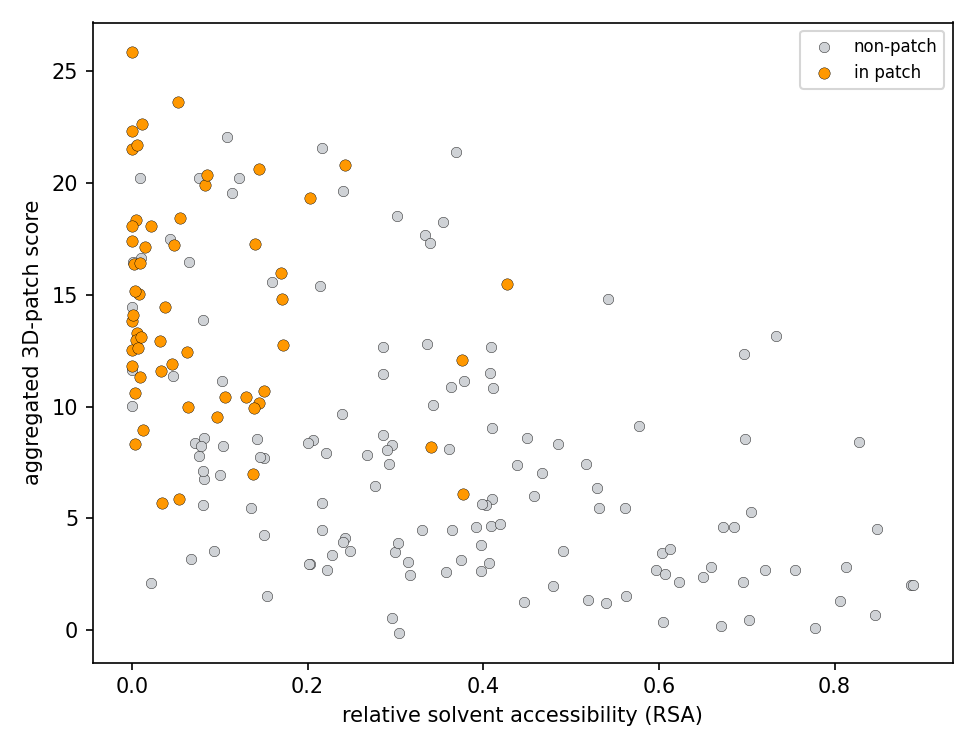 aggregated 3D-patch score
25
20
15
10
5
0
0.0 0.2 0.4 0.6 0.8
relative solvent accessibility (RSA)
non-patch
in patch